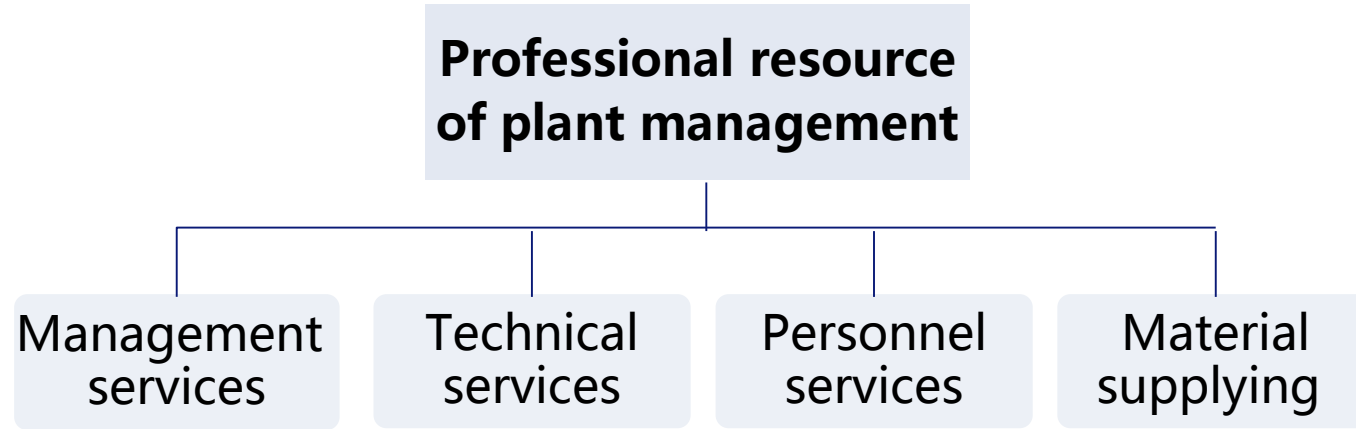 Professional resource
of plant management
Management
services
Technical
services
Personnel
services
Material
supplying